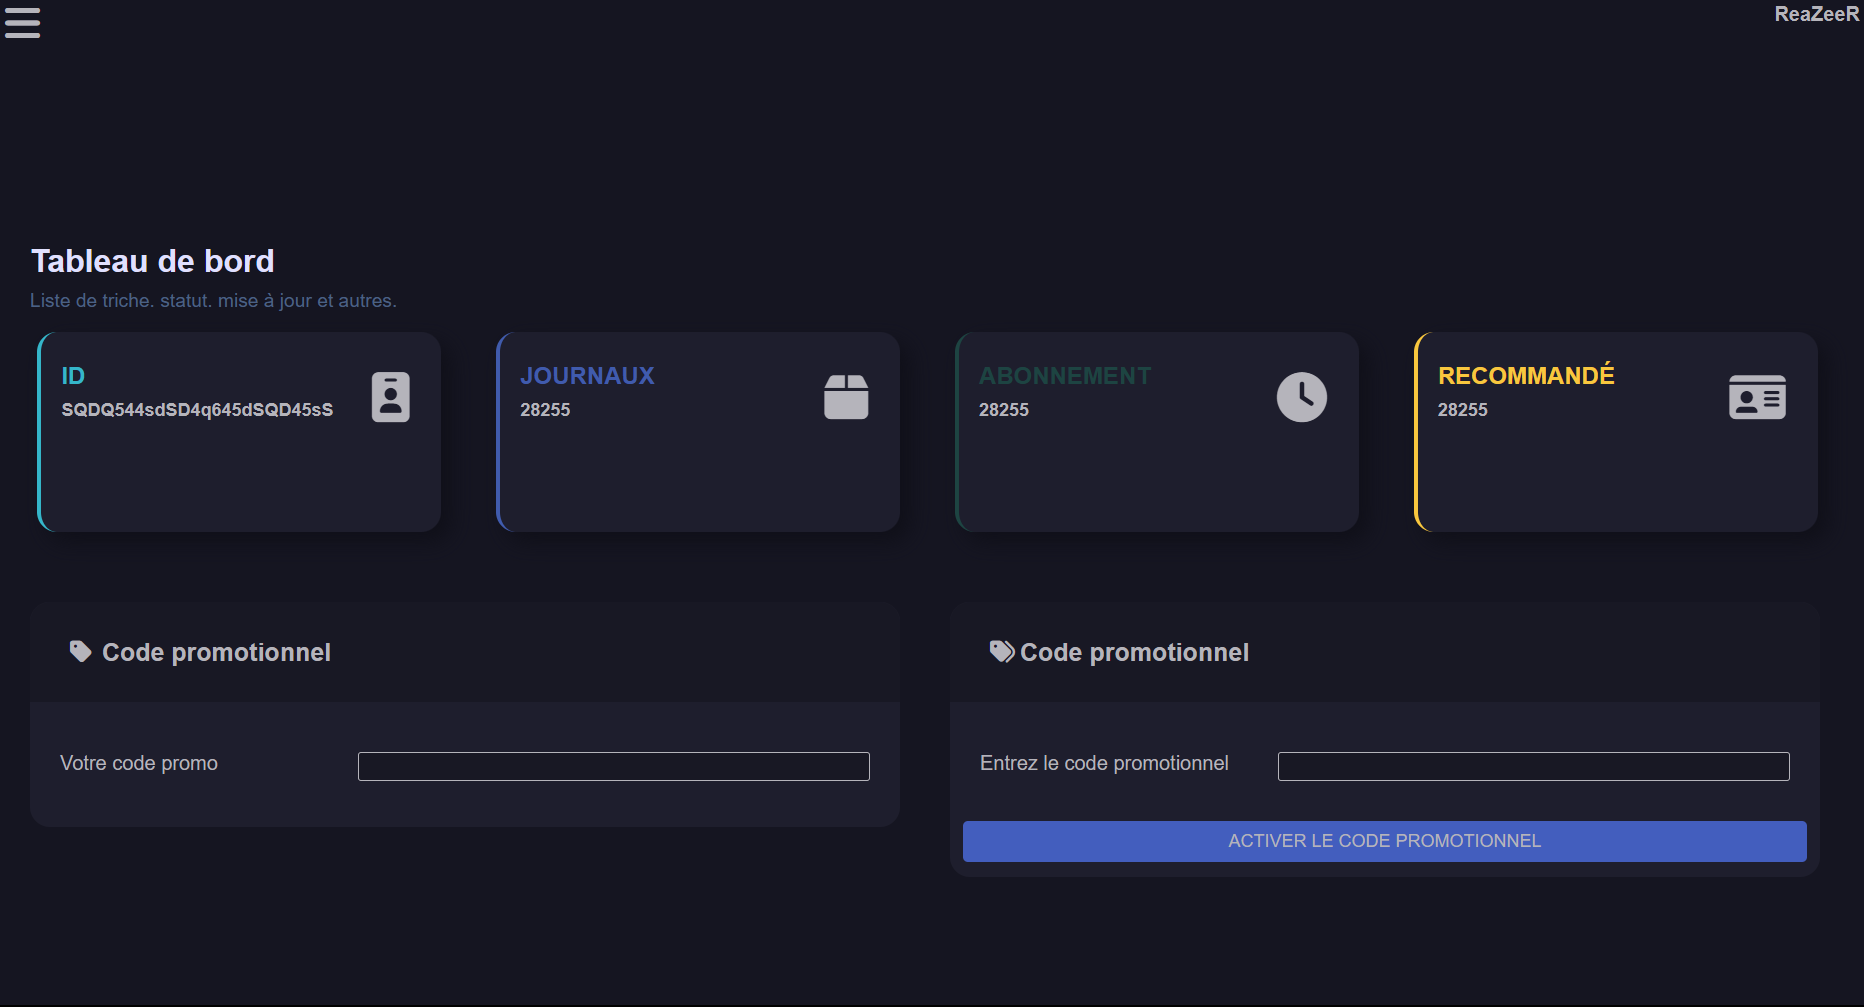 ReaZeeR
Tableau de bord
Liste de triche. statut. mise à jour et autres.
ID
SQDQ544sdSD4q645dSQD45sS
JOURNAUX
28255
ABONNEMENT
28255
RECOMMANDÉ
28255
Code promotionnel
Votre code promo
Code promotionnel
Entrez le code promotionnel
ACTIVER LE CODE PROMOTIONNEL